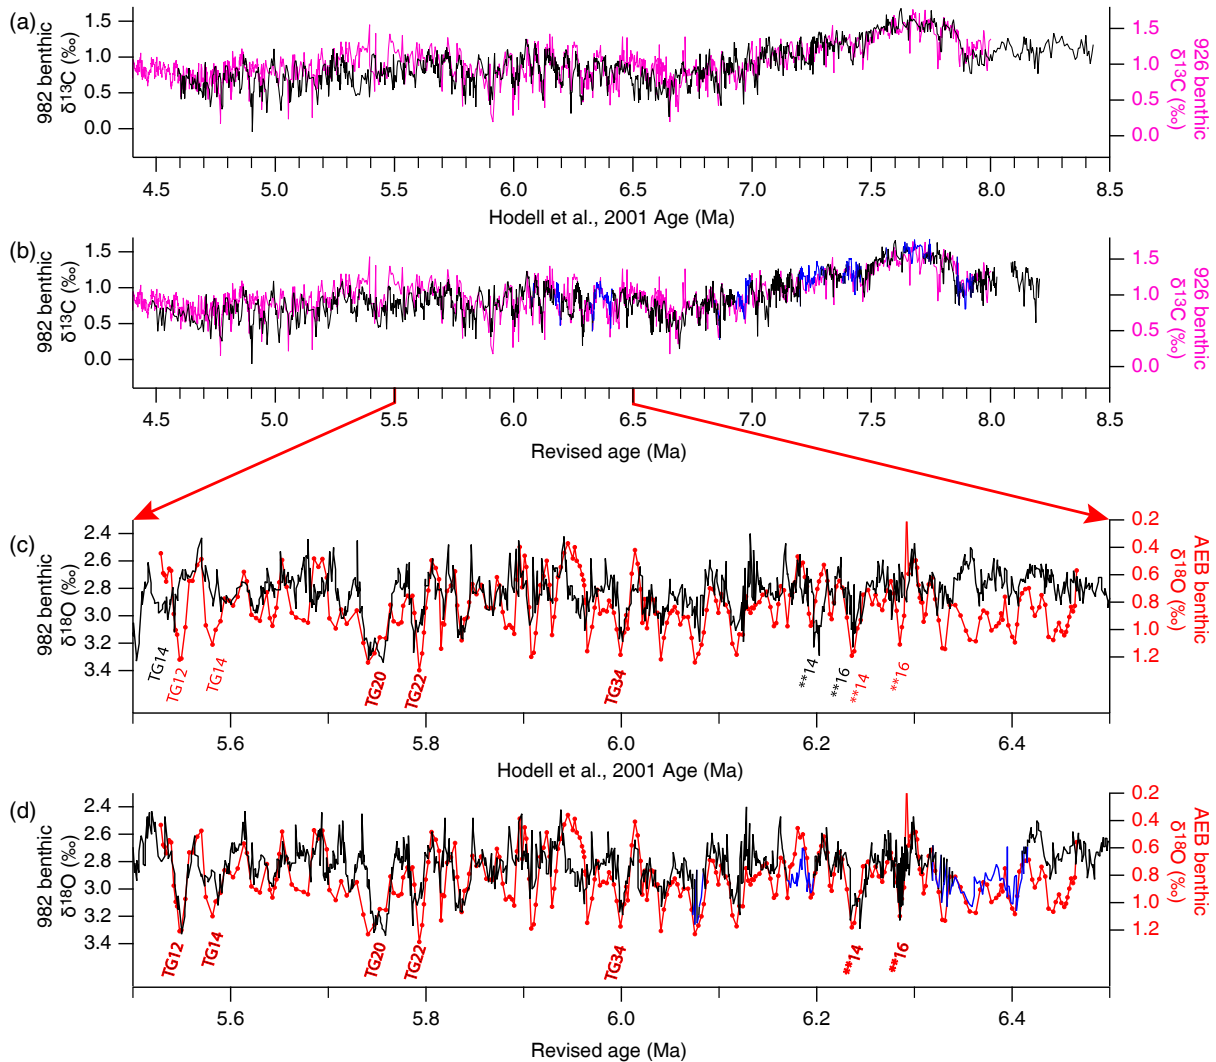 (a)
982 benthic
δ13C (‰)
1.5
1.0
0.5
0.0
1.5
1.0
0.5
0.0
926 benthic
δ13C (‰)
4.5 5.0 5.5 6.0 6.5 7.0 7.5 8.0 8.5
Hodell et al., 2001 Age (Ma)
(b)
982 benthic
δ13C (‰)
1.5
1.0
0.5
0.0
1.5
1.0
0.5
0.0
926 benthic
δ13C (‰)
4.5 5.0 5.5 6.0 6.5 7.0 7.5 8.0 8.5
Revised age (Ma)
(c)
982 benthic
δ18O (‰)
2.4
2.6
2.8
3.0
3.2
3.4
0.2
0.4
0.6
0.8
1.0
1.2
AEB benthic
δ18O (‰)
TG14
TG12
TG14
TG20
TG22
TG34
**14
**16
**14
**16
5.6 5.8 6.0 6.2 6.4
Hodell et al., 2001 Age (Ma)
(d)
982 benthic
δ18O (‰)
2.4
2.6
2.8
3.0
3.2
3.4
0.2
0.4
0.6
0.8
1.0
1.2
AEB benthic
δ18O (‰)
TG12
TG14
TG20
TG22
TG34
**14
**16
5.6 5.8 6.0 6.2 6.4
Revised age (Ma)